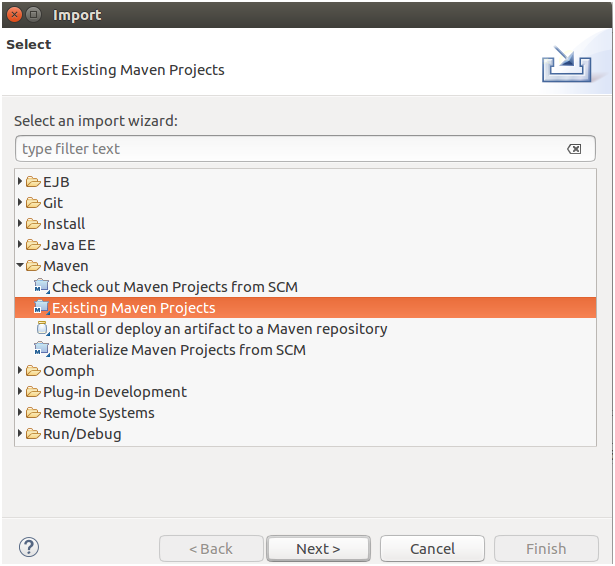 Import
Select
Import Existing Maven Projects
Select an import wizard:
type filter text
EJB
Git
Install
Java EE
Maven
Check out Maven Projects from SCM
Existing Maven Projects
Install or deploy an artifact to a Maven repository
Materialize Maven Projects from SCM
Oomph
Plug-in Development
Remote Systems
Run/Debug
? < Back Next > Cancel Finish